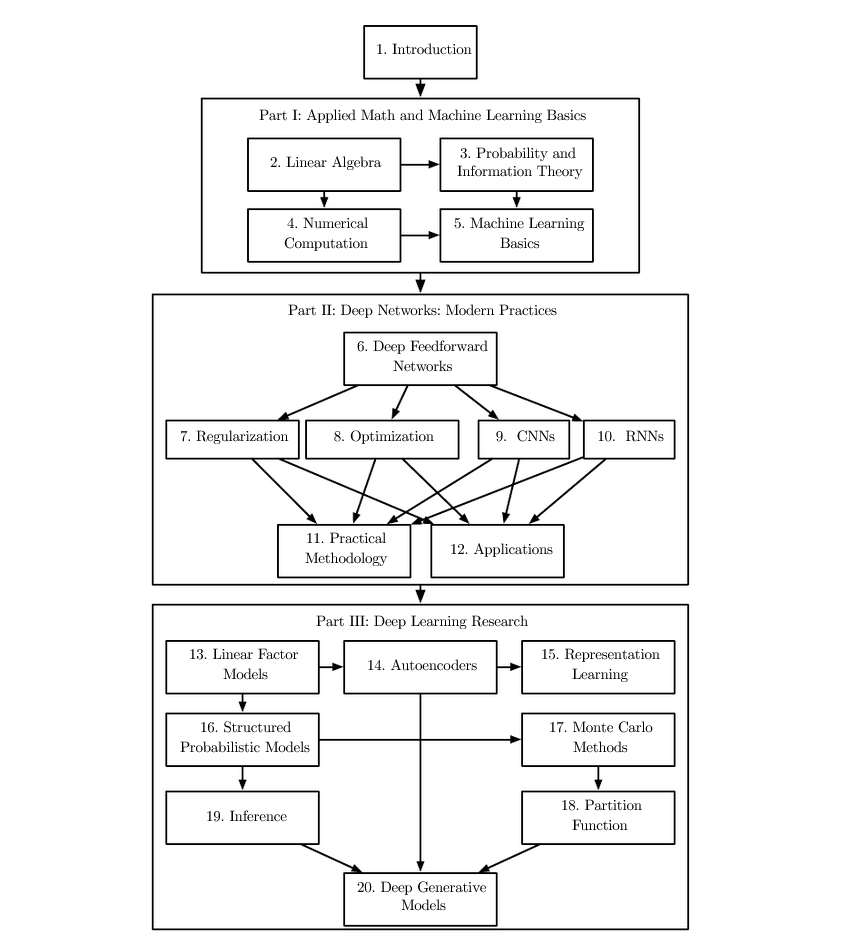 1. Introduction
Part I: Applied Math and Machine Learning Basics
2. Linear Algebra
3. Probability and
Information Theory
4. Numerical
Computation
5. Machine Learning
Basics
Part II: Deep Networks: Modern Practices
6. Deep Feedforward
Networks
7. Regularization
8. Optimization
9. CNNs
10. RNNs
11. Practical
Methodology
12. Applications
Part III: Deep Learning Research
13. Linear Factor
Models
14. Autoencoders
15. Representation
Learning
16. Structured
Probabilistic Models
17. Monte Carlo
Methods
19. Inference
18. Partition
Function
20. Deep Generative
Models